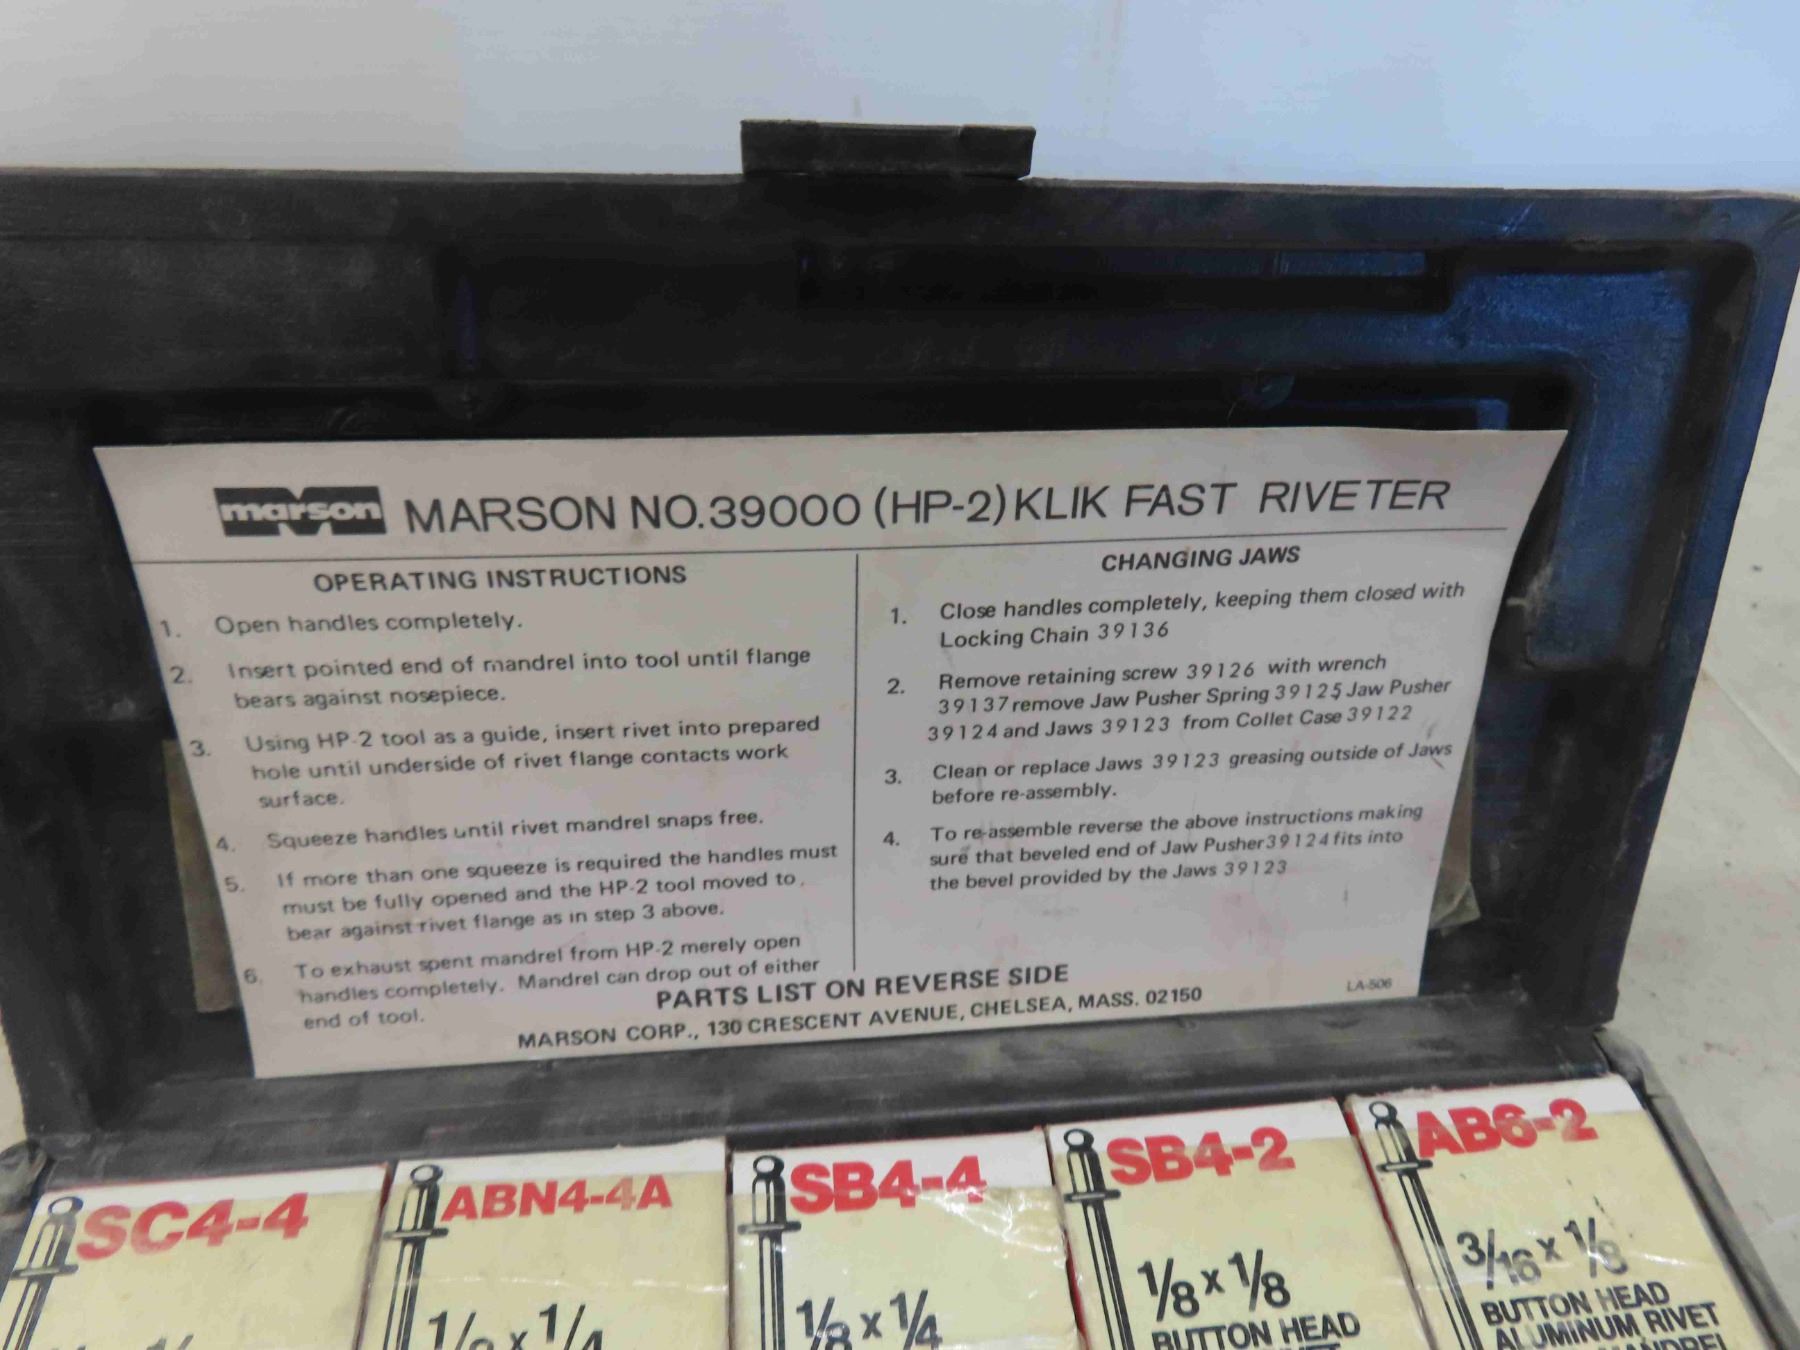 marson MARSON NO.39000 (HP-2) KLIK FAST RIVETER
OPERATING INSTRUCTIONS
1. Open handles completely.
2. Insert pointed end of mandrel into tool until flange
bears against nosepiece.
3. Using HP-2 tool as a guide, insert rivet into prepared
hole until underside of rivet flange contacts work
surface.
4. Squeeze handles until rivet mandrel snaps free.
5. If more than one squeeze is required the handles must
must be fully opened and the HP-2 tool moved to
bear against rivet flange as in step 3 above.
6. To exhaust spent mandrel from HP-2 merely open
handles completely. Mandrel can drop out of either
end of tool.
CHANGING JAWS
1. Close handles completely, keeping them closed with
Locking Chain 39136
2. Remove retaining screw 39126 with wrench
39137 remove Jaw Pusher Spring 39125 Jaw Pusher
39124 and Jaws 39123 from Collet Case 39122
3. Clean or replace Jaws 39123 greasing outside of Jaws
before re-assembly.
4. To re-assemble reverse the above instructions making
sure that beveled end of Jaw Pusher 39124 fits into
the bevel provided by the Jaws 39123
PARTS LIST ON REVERSE SIDE
LA-506
MARSON CORP., 130 CRESCENT AVENUE, CHELSEA, MASS. 02150
SC4-4
ABN4-4A
1/8 x 1/4
SB4-4
1/8 x 1/4
SB4-2
1/8 x 1/8
BUTTON HEAD
AB6-2
3/16 x 1/8
BUTTON HEAD
ALUMINUM RIVET
MANDREL